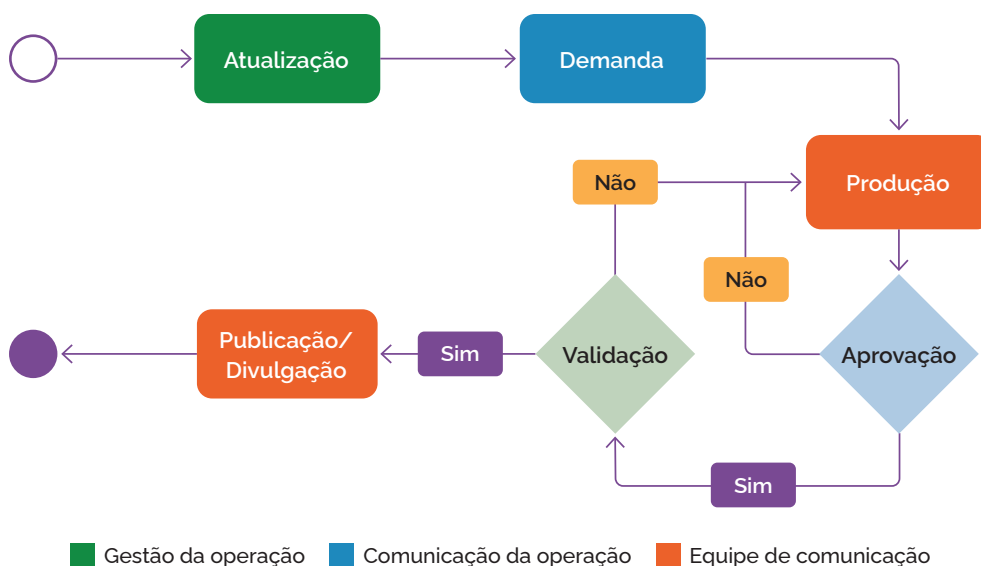 Atualização
Demanda
Não
Produção
Não
Publicação/
Divulgação
Sim
Validação
Aprovação
Sim
Gestão da operação
Comunicação da operação
Equipe de comunicação